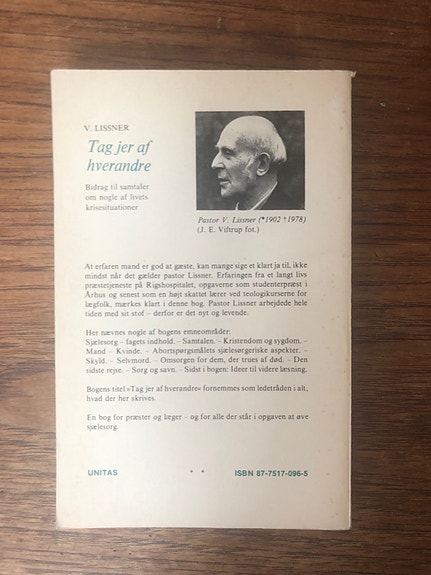 V. LISSNER
Tag jer af
hverandre
Bidrag til samtaler
om nogle af livets
krisesituationer
Pastor V. Lissner (*1902 †1978)
(J. E. Viftrup fot.)
At erfaren mand er god at gæste, kan mange sige et klart ja til, ikke
mindst når det gælder pastor Lissner. Erfaringen fra et langt livs
præstetjeneste på Rigshospitalet, opgaverne som studenterpræst i
Århus og senest som en højt skattet lærer ved teologikurserne for
lægfolk, mærkes klart i denne bog. Pastor Lissner arbejdede hele
tiden med sit stof – derfor er det nyt og levende.
Her nævnes nogle af bogens emneområder:
Sjælesorg – fagets indhold. – Samtalen. – Kristendom og sygdom. –
Mand – Kvinde. – Abortspørgsmålets sjælesørgeriske aspekter. –
Skyld. – Selvmord. – Omsorgen for dem, der trues af død. – Den
sidste rejse. – Sorg og savn. – Sidst i bogen: Ideer til videre læsning.
Bogens titel »Tag jer af hverandre« fornemmes som ledetråden i alt,
hvad der her skrives.
En bog for præster og læger – og for alle der står i opgaven at øve
sjælesorg.
UNITAS * * ISBN 87-7517-096-5